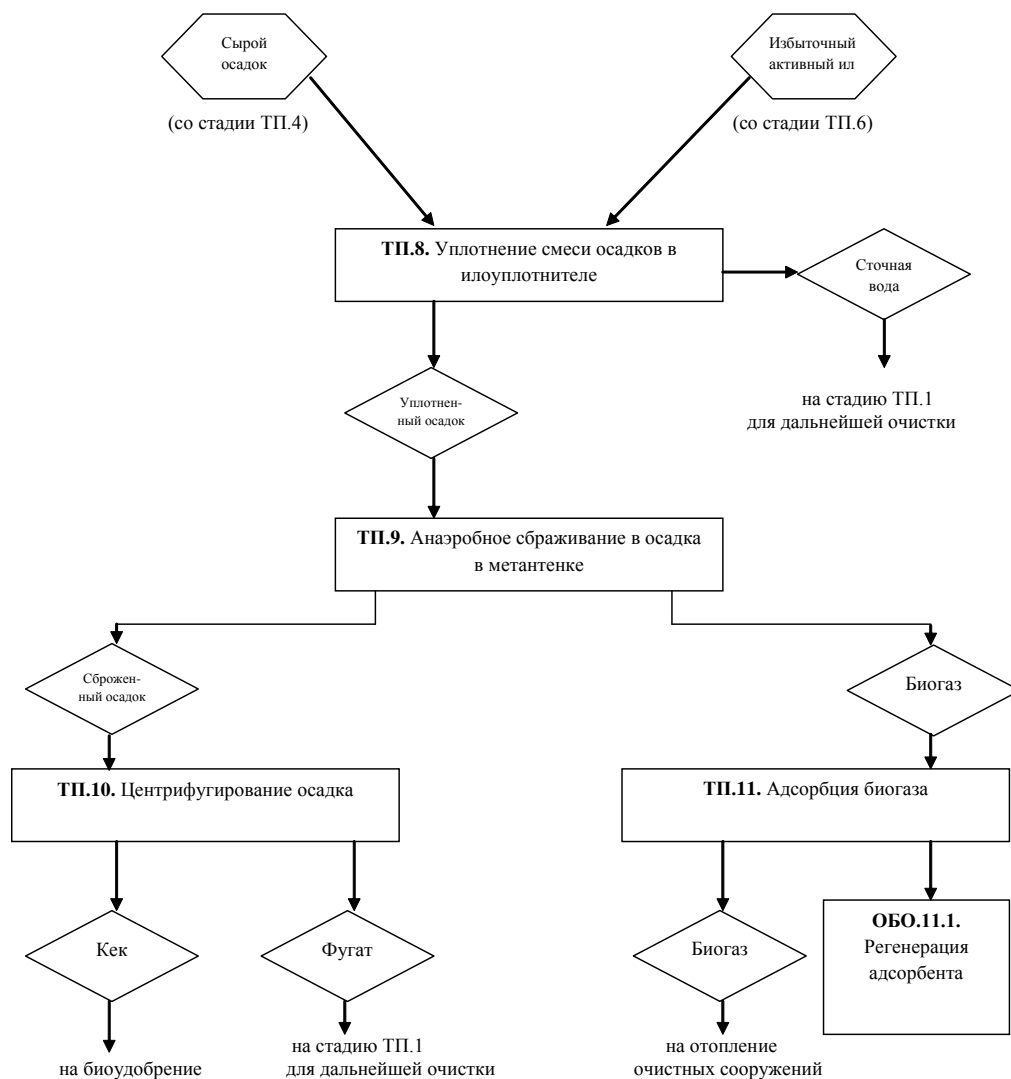 Сырой
осадок
Избыточный
активный ил
(со стадии ТП.4)
(со стадии ТП.6)
ТП.8. Уплотнение смеси осадков в
илоуплотнителе
Сточная
вода
на стадию ТП.1
для дальнейшей очистки
Уплотнен-
ный осадок
ТП.9. Анаэробное сбраживание в осадка
в метантенке
Сброжен-
ный осадок
Биогаз
ТП.10. Центрифугирование осадка
ТП.11. Адсорбция биогаза
Кек
Фугат
Биогаз
ОБО.11.1.
Регенерация
адсорбента
на биоудобрение
на стадию ТП.1
для дальнейшей очистки
на отопление
очистных сооружений